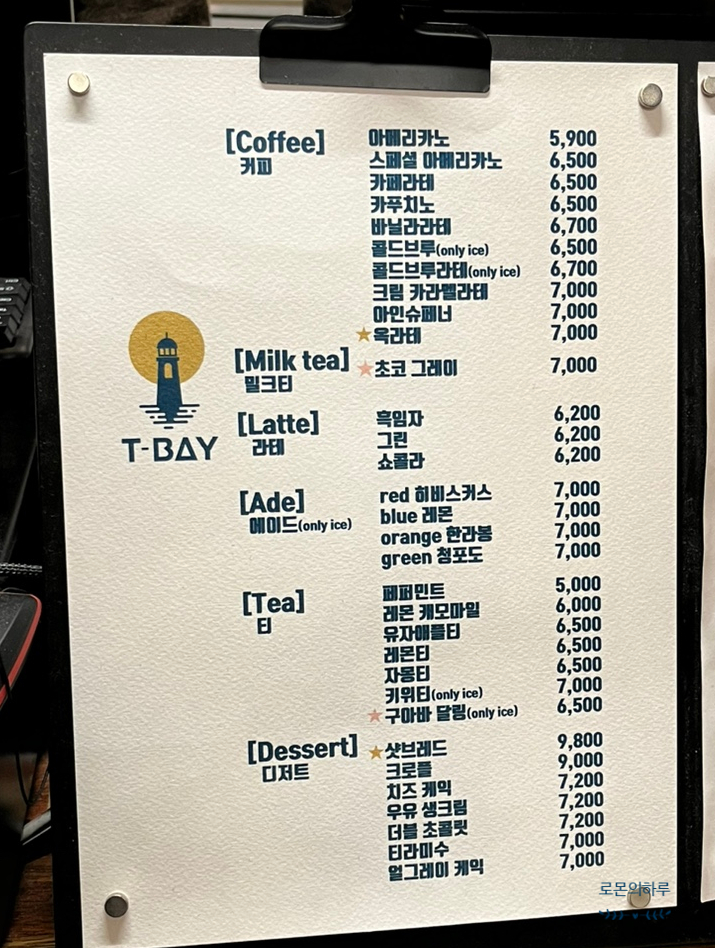 [Coffee]
커피
아메리카노 5,900
스페셜 아메리카노 6,500
카페라테 6,500
카푸치노 6,500
바닐라라테 6,700
콜드브루(only ice) 6,500
콜드브루라테(only ice) 6,700
크림 카라멜라테 7,000
아인슈페너 7,000
★옥라테 7,000
[Milk tea]
밀크티
★초코 그레이 7,000
T-BAY
[Latte]
라테
흑임자 6,200
그린 6,200
쇼콜라 6,200
[Ade]
에이드(only ice)
red 히비스커스 7,000
blue 레몬 7,000
orange 한라봉 7,000
green 청포도 7,000
[Tea]
티
페퍼민트 5,000
레몬 캐모마일 6,000
유자애플티 6,500
레몬티 6,500
자몽티 6,500
키위티(only ice) 7,000
★구아바 달링(only ice) 6,500
[Dessert]
디저트
★샷브레드 9,800
크로플 9,000
치즈 케익 7,200
우유 생크림 7,200
더블 초콜릿 7,200
티라미수 7,000
얼그레이 케익 7,000
로몬의하루